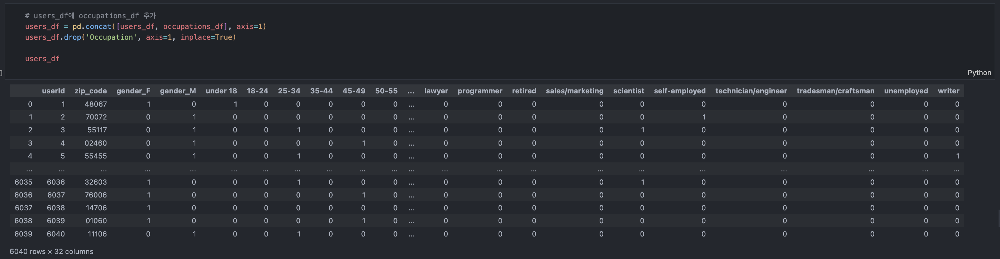 # users_df에 occupations_df 추가
users_df = pd.concat([users_df, occupations_df], axis=1)
users_df.drop('Occupation', axis=1, inplace=True)
users_df
]
Python
userId zip_code gender_F gender_M under 18 18-24 25-34 35-44 45-49 50-55 ... lawyer programmer retired sales/marketing scientist self-employed technician/engineer tradesman/craftsman unemployed writer
0 1 48067 1 0 1 0 0 0 0 0 ... 0 0 0 0 0 0 0 0 0 0
1 2 70072 0 1 0 0 0 0 0 0 ... 0 0 0 0 0 1 0 0 0 0
2 3 55117 0 1 0 0 1 0 0 0 ... 0 0 0 0 1 0 0 0 0 0
3 4 02460 0 1 0 0 0 0 1 0 ... 0 0 0 0 0 0 0 0 0 0
4 5 55455 0 1 0 0 1 0 0 0 ... 0 0 0 0 0 0 0 0 0 1
... ... ... ... ... ... ... ... ... ... ... ... ... ... ... ... ... ... ... ... ... ...
6035 6036 32603 1 0 0 0 1 0 0 0 ... 0 0 0 0 1 0 0 0 0 0
6036 6037 76006 1 0 0 0 0 0 1 0 ... 0 0 0 0 0 0 0 0 0 0
6037 6038 14706 1 0 0 0 0 0 0 0 ... 0 0 0 0 0 0 0 0 0 0
6038 6039 01060 1 0 0 0 0 0 1 0 ... 0 0 0 0 0 0 0 0 0 0
6039 6040 11106 0 1 0 0 1 0 0 0 ... 0 0 0 0 0 0 0 0 0 0
6040 rows × 32 columns